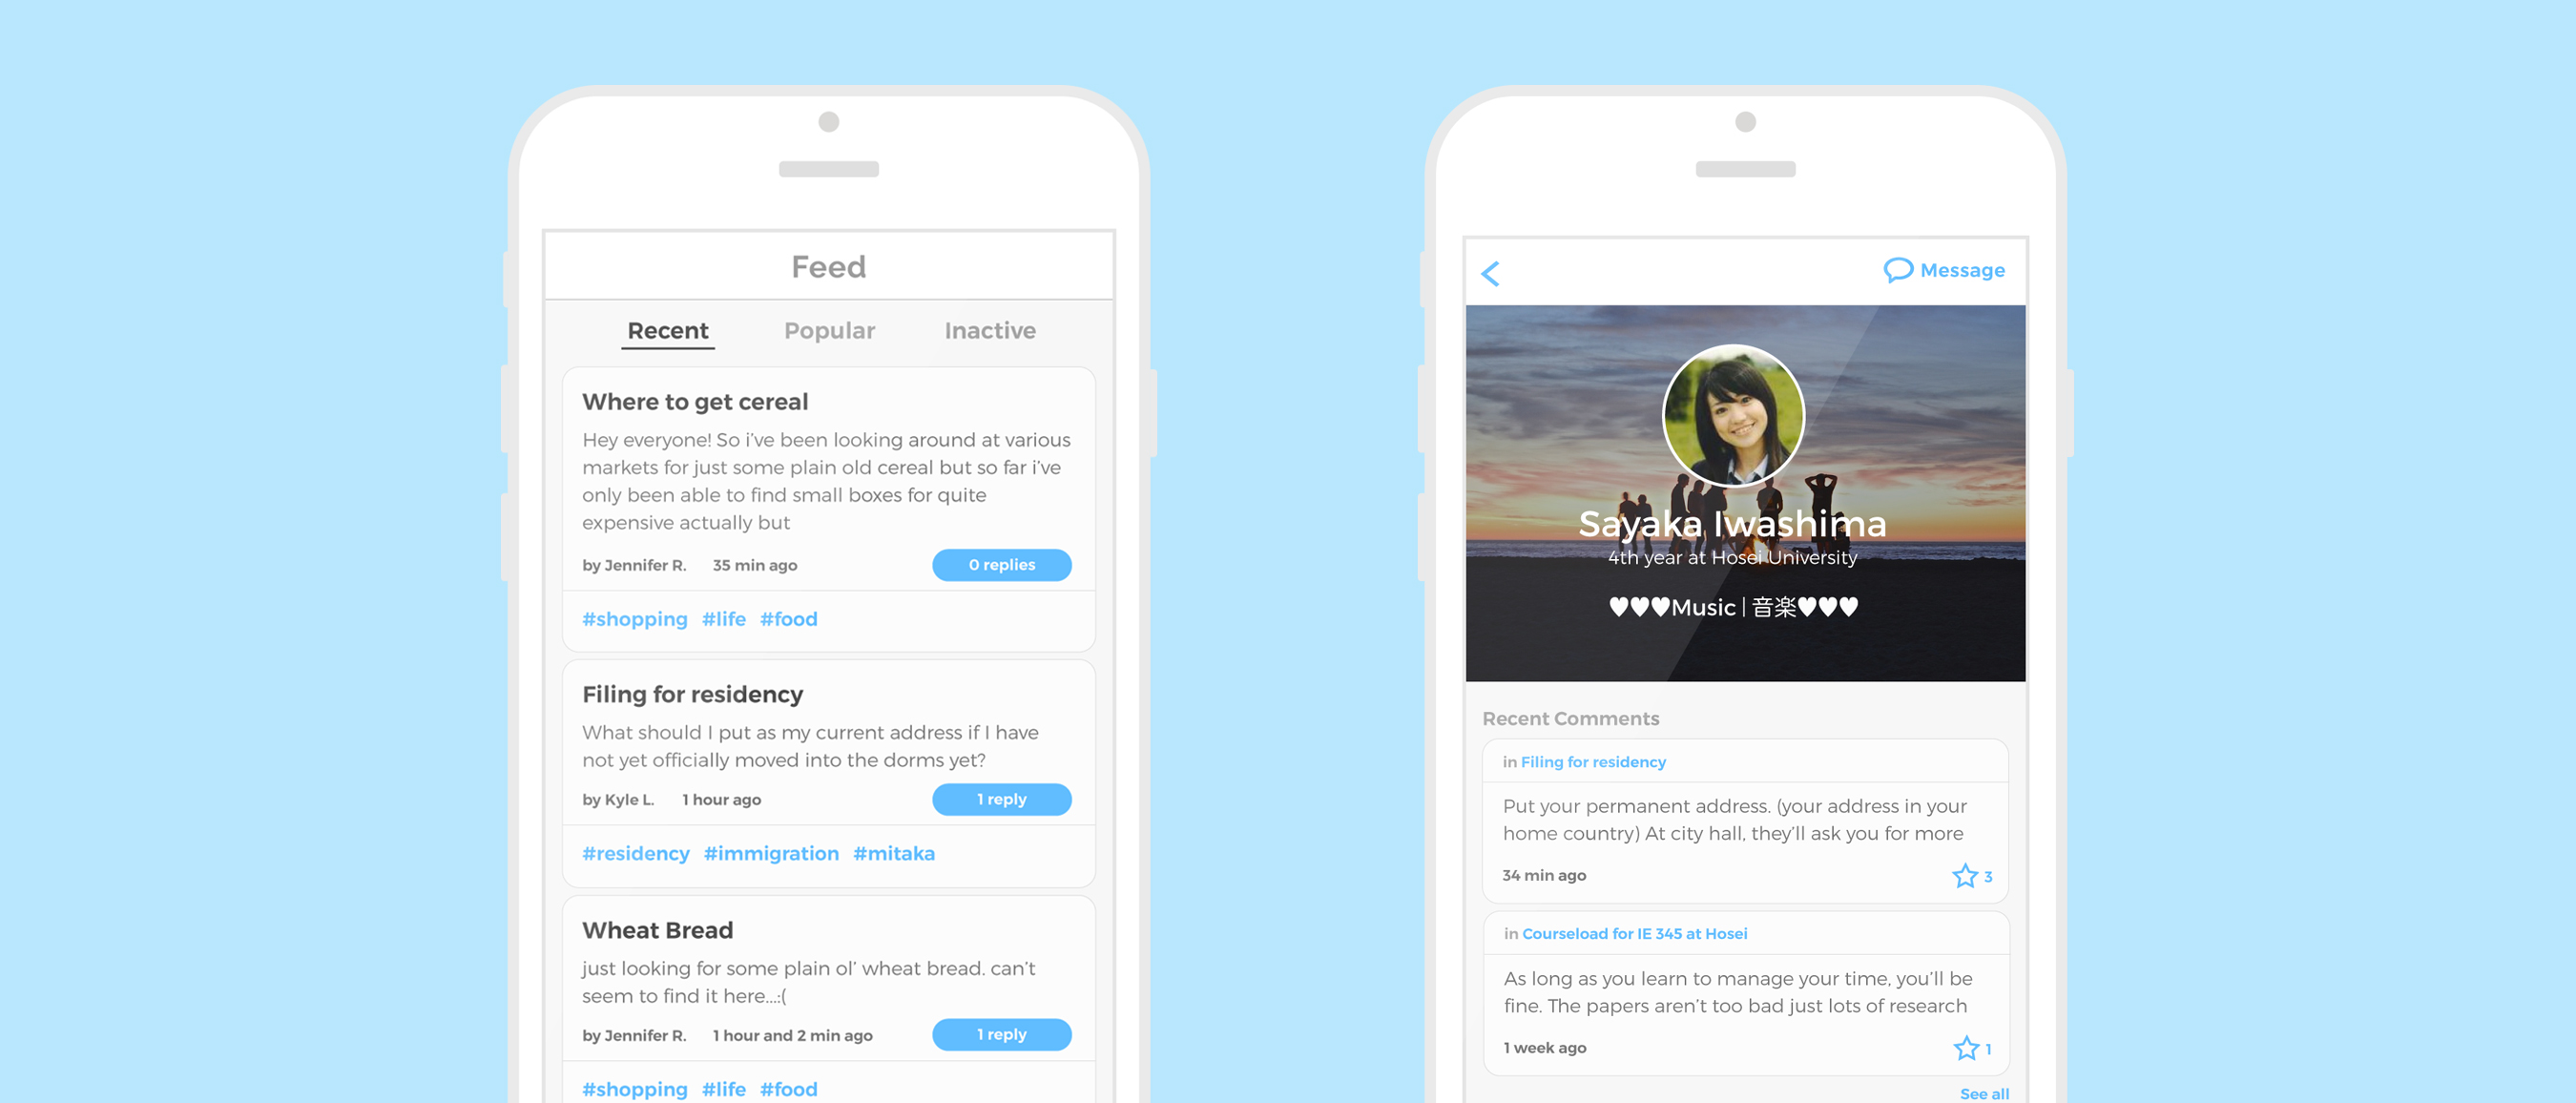 Feed
Recent Popular Inactive
Where to get cereal
Hey everyone! So i've been looking around at various
markets for just some plain old cereal but so far i've
only been able to find small boxes for quite
expensive actually but
by Jennifer R. 35 min ago 0 replies
#shopping #life #food
Filing for residency
What should I put as my current address if I have
not yet officially moved into the dorms yet?
by Kyle L. 1 hour ago 1 reply
#residency #immigration #mitaka
Wheat Bread
just looking for some plain ol' wheat bread. can't
seem to find it here...:(
by Jennifer R. 1 hour and 2 min ago 1 reply
#shopping #life #food
Message
Sayaka Iwashima
4th year at Hosei University
♥♥♥Music | 音楽♥♥♥
Recent Comments
in Filing for residency
Put your permanent address. (your address in your
home country) At city hall, they'll ask you for more
34 min ago 3
in Courseload for IE 345 at Hosei
As long as you learn to manage your time, you'll be
fine. The papers aren't too bad just lots of research
1 week ago 1
See all